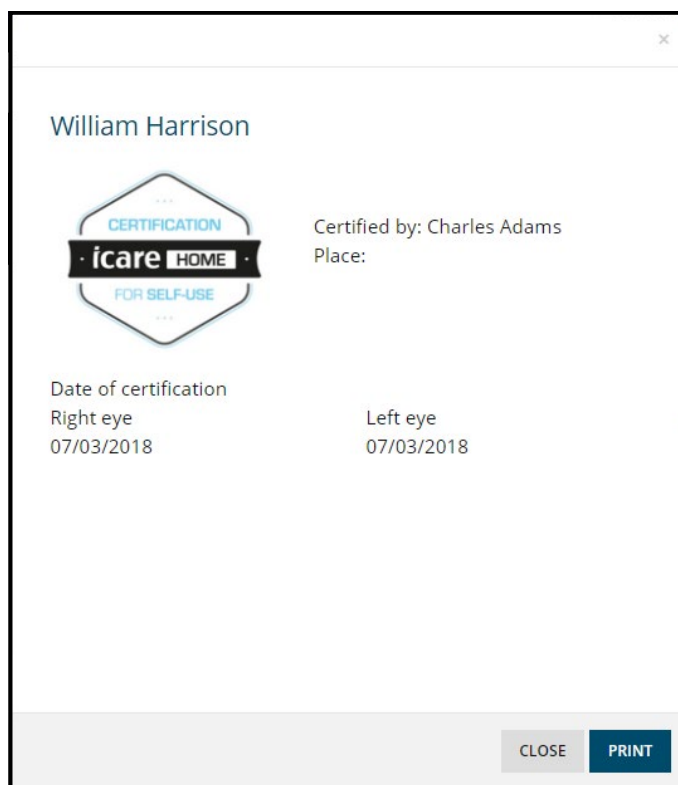 ×
William Harrison
CERTIFICATION
icare HOME
FOR SELF-USE
Certified by: Charles Adams
Place:
Date of certification
Right eye
Left eye
07/03/2018
07/03/2018
CLOSE
PRINT